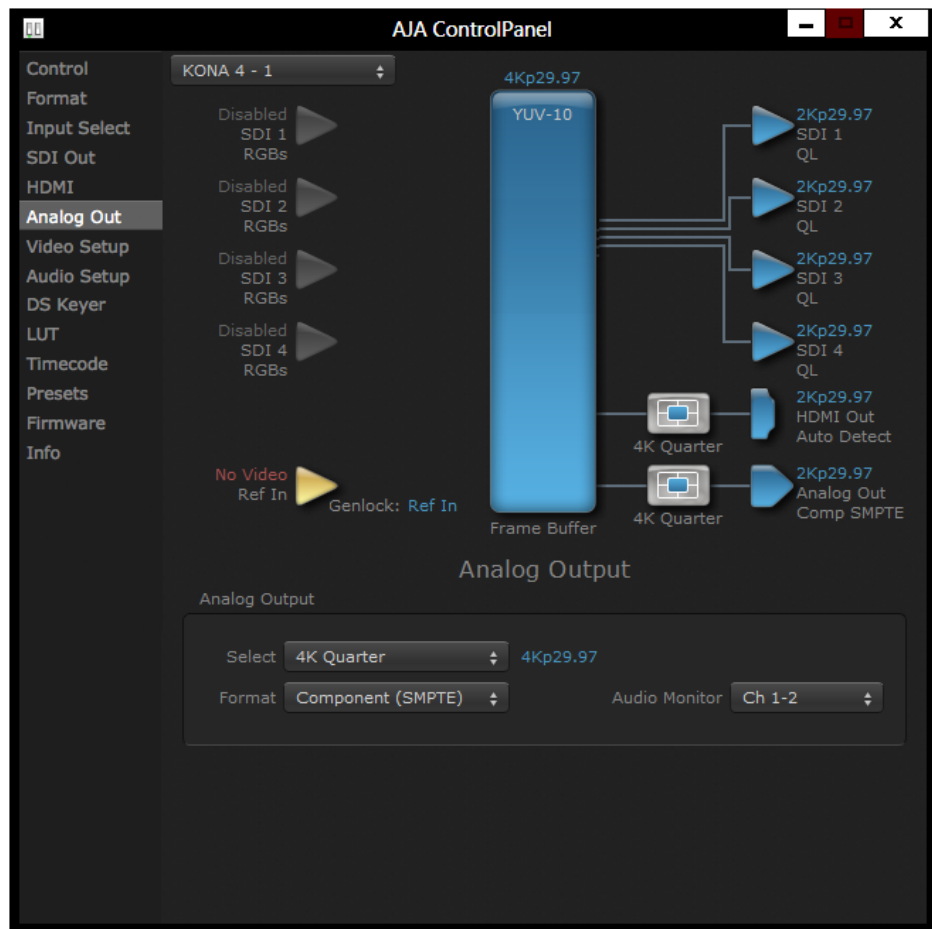 AJA ControlPanel
X
Control
Format
Input Select
SDI Out
HDMI
Analog Out
Video Setup
Audio Setup
DS Keyer
LUT
Timecode
Presets
Firmware
Info
KONA 4 - 1
4Kp29.97
YUV-10
Disabled
SDI 1
RGBs
Disabled
SDI 2
RGBs
Disabled
SDI 3
RGBs
Disabled
SDI 4
RGBs
No Video
Ref In
Genlock: Ref In
Frame Buffer
2Kp29.97
SDI 1
QL
2Kp29.97
SDI 2
QL
2Kp29.97
SDI 3
QL
2Kp29.97
SDI 4
QL
4K Quarter
2Kp29.97
HDMI Out
Auto Detect
4K Quarter
2Kp29.97
Analog Out
Comp SMPTE
Analog Output
Analog Output
Select 4K Quarter 4Kp29.97
Format Component (SMPTE) Audio Monitor Ch 1-2